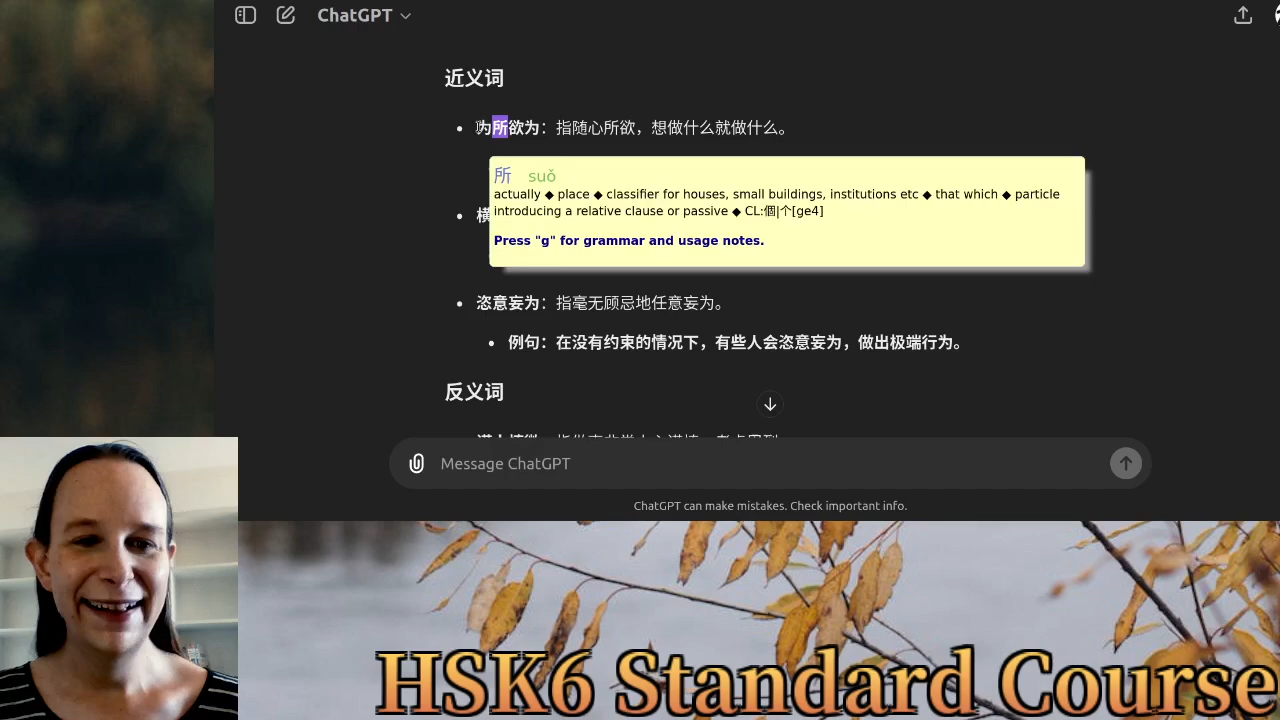 ChatGPT
近义词
为所欲为：指随心所欲，想做什么就做什么。
所 suǒ
actually ◆ place ◆ classifier for houses, small buildings, institutions etc ◆ that which ◆ particle
introducing a relative clause or passive ◆ CL:個|个[ge4]
Press "g" for grammar and usage notes.
横
恣意妄为：指毫无顾忌地任意妄为。
例句：在没有约束的情况下，有些人会恣意妄为，做出极端行为。
反义词
Message ChatGPT
ChatGPT can make mistakes. Check important info.
HSK6 Standard Course